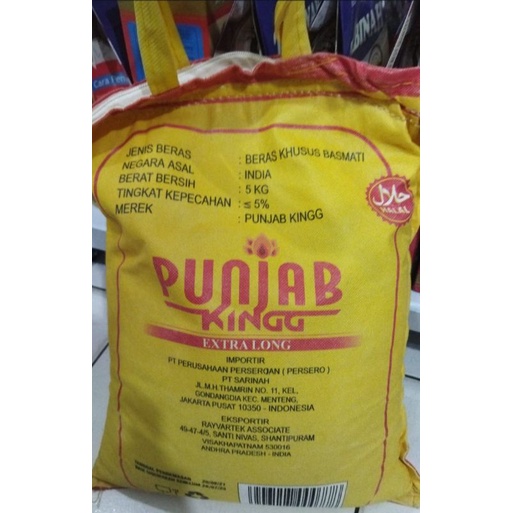 JENIS BERAS : BERAS KHUSUS BASMATI
NEGARA ASAL : INDIA
BERAT BERSIH : 5 KG
TINGKAT KEPECAHAN : ≤ 5%
MEREK : PUNJAB KINGG
حلال
HALAL
PUNJAB
KINGG
EXTRA LONG
IMPORTIR
PT PERUSAHAAN PERSEROAN ( PERSERO )
PT SARINAH
JL.M.H.THAMRIN NO. 11, KEL,
GONDANGDIA KEC. MENTENG,
JAKARTA PUSAT 10350 - INDONESIA
EKSPORTIR
RAYVARTEK ASSOCIATE
45-47-4/5, SANTI NIVAS, SHANTIPURAM
VISAKHAPATNAM 530016
ANDHRA PRADESH - INDIA